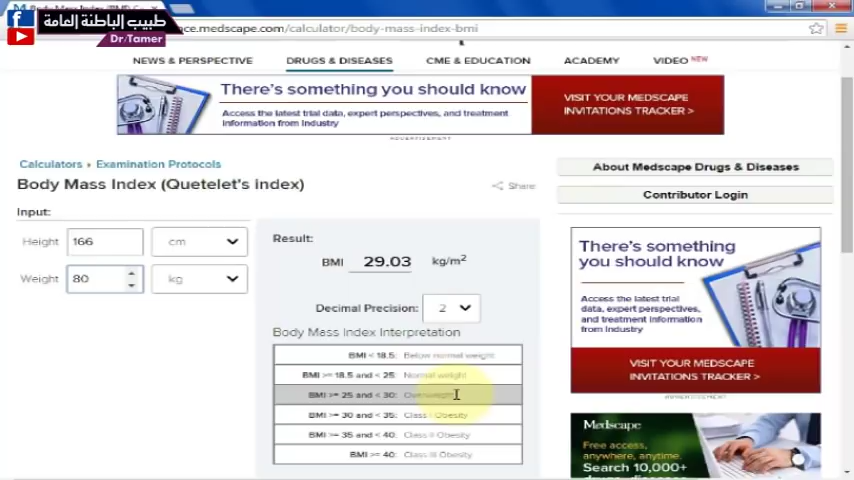 Body Mass Index (BMI) C
طبيب الباطنة العامة
Dr/Tamer
ce.medscape.com/calculator/body-mass-index-bmi
NEWS & PERSPECTIVE DRUGS & DISEASES CME & EDUCATION ACADEMY VIDEO NEW
There's something you should know
Access the latest trial data, expert perspectives, and treatment
information from industry
VISIT YOUR MEDSCAPE
INVITATIONS TRACKER >
ADVERTISEMENT
Calculators Examination Protocols
Body Mass Index (Quetelet's index)
Share
Input:
Height 166 cm
Weight 80 kg
Result:
BMI 29.03 kg/m²
Decimal Precision: 2
Body Mass Index Interpretation
BMI < 18.5: Below normal weight
BMI >= 18.5 and < 25: Normal weight
BMI >= 25 and < 30: Overweight
BMI >= 30 and < 35: Class I Obesity
BMI >= 35 and < 40: Class II Obesity
BMI >= 40: Class III Obesity
About Medscape Drugs & Diseases
Contributor Login
There's something
you should know
Access the latest trial
data, expert perspectives,
and treatment information
from industry
VISIT YOUR MEDSCAPE
INVITATIONS TRACKER >
ADVERTISEMENT
Medscape
Free access,
anywhere, anytime.
Search 10,000+